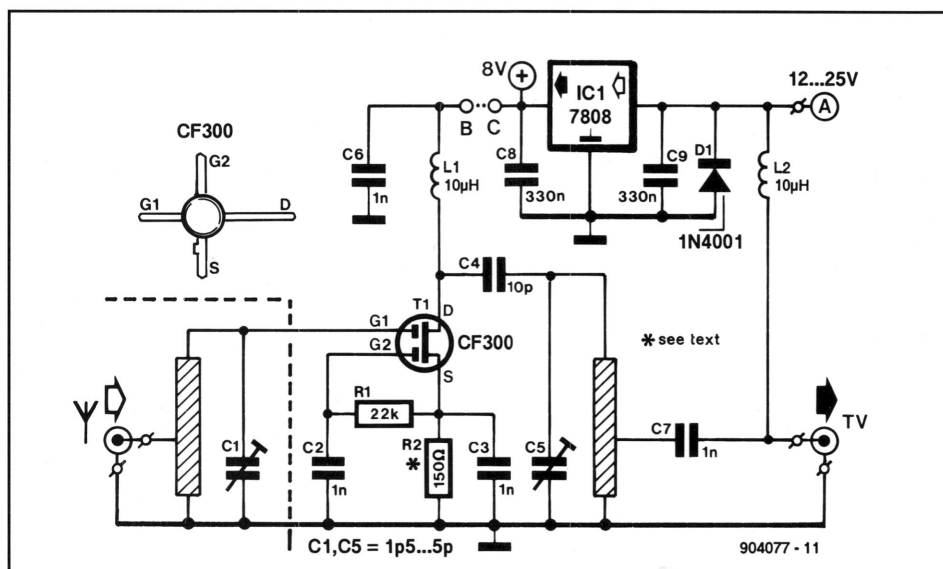 8V
12...25V
IC1
7808
A
B C
CF300
G2
G1 D
S
C6
1n
L1
10µH
C8
330n
C9
330n
D1
1N4001
L2
10µH
C4
10p
T1
D
G1
G2
S
CF300
* see text
R1
22k
C1
C2
1n
R2
*
150Ω
C3
1n
C5
C7
1n
TV
C1,C5 = 1p5...5p
904077 - 11